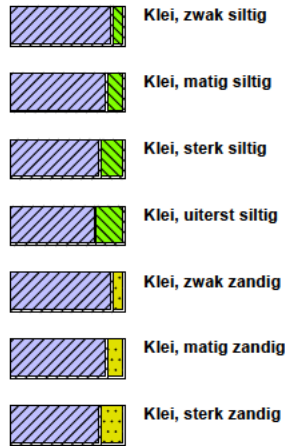 Klei, zwak siltig
Klei, matig siltig
Klei, sterk siltig
Klei, uiterst siltig
Klei, zwak zandig
Klei, matig zandig
Klei, sterk zandig